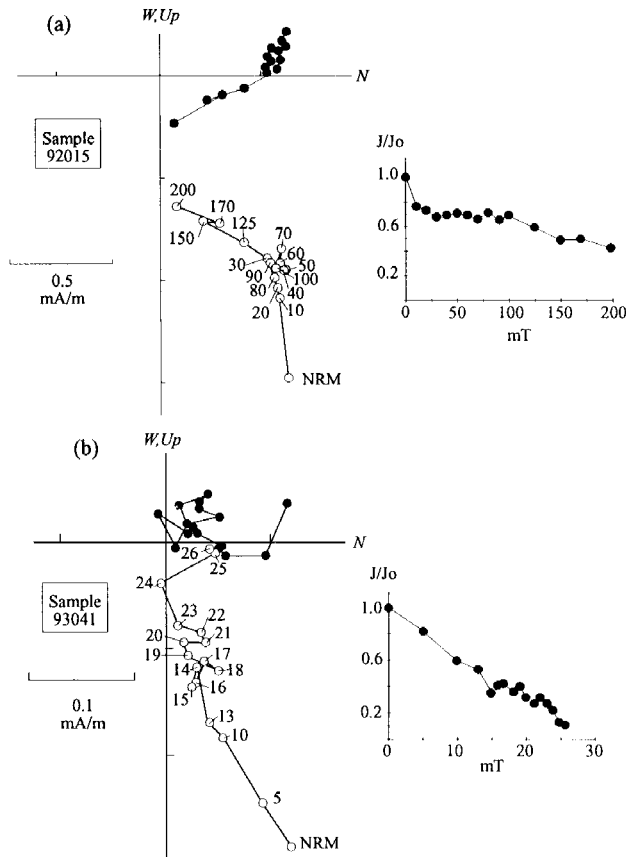 (a)
W,Up
N
Sample
92015
200
170
150
125
70
30
60
90
50
80
100
40
20
10
0.5
mA/m
NRM
J/Jo
1.0
0.6
0.2
0 50 100 150 200
mT
(b)
W,Up
N
26
25
24
Sample
93041
23
22
20
21
19
17
14
18
15
16
13
10
0.1
mA/m
5
NRM
J/Jo
1.0
0.6
0.2
0 10 20 30
mT